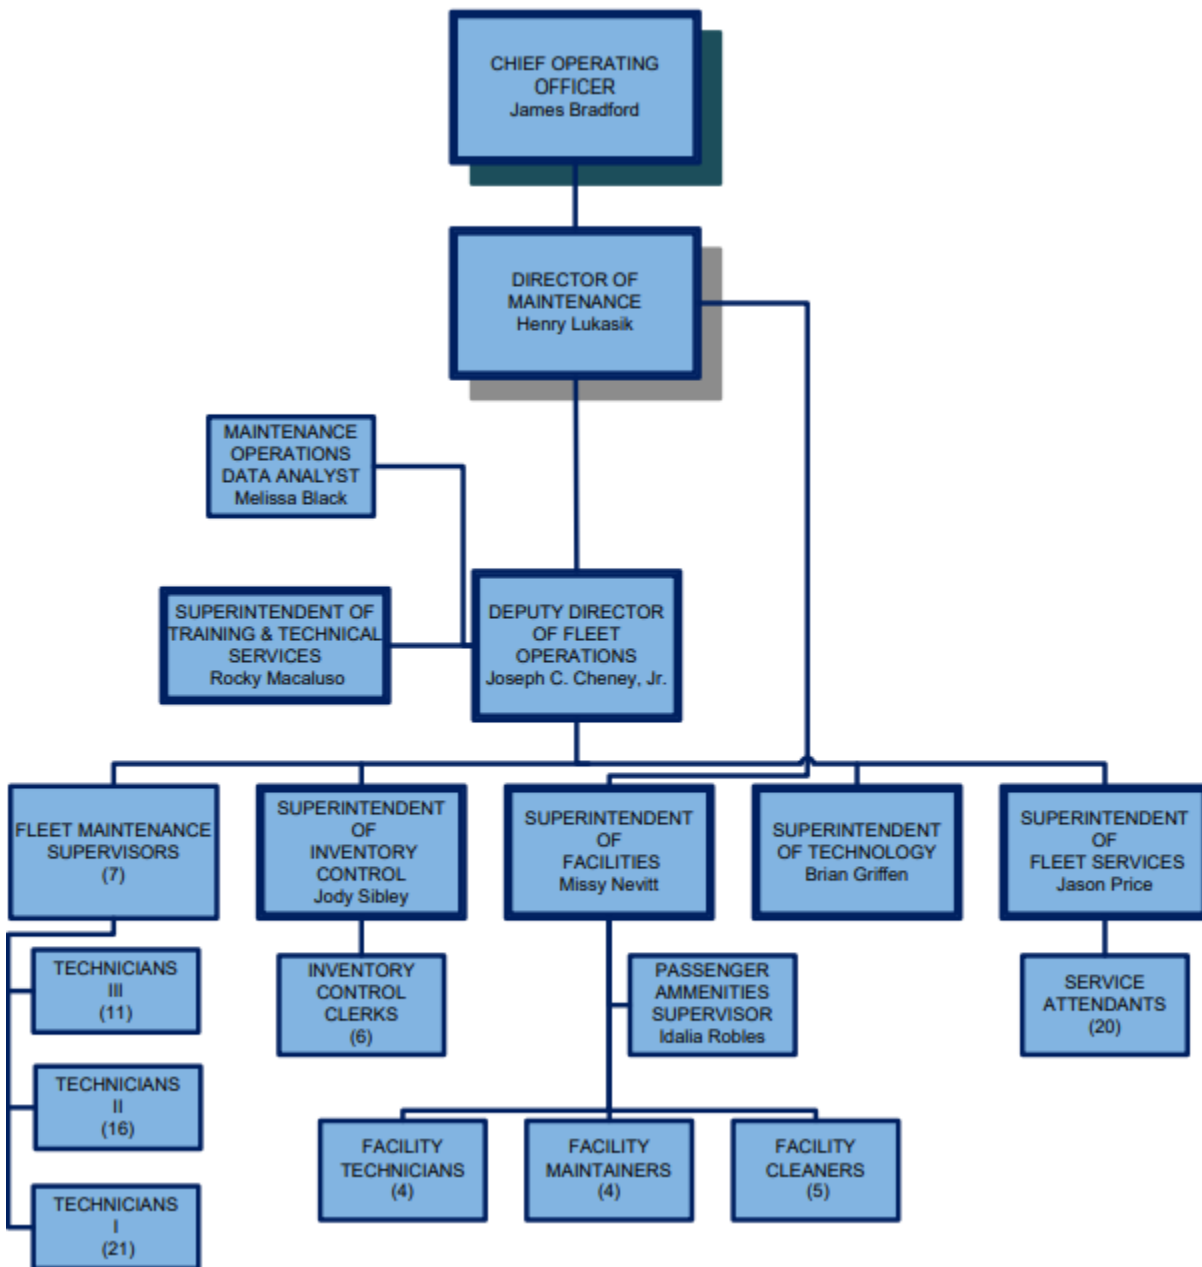 CHIEF OPERATING
OFFICER
James Bradford
DIRECTOR OF
MAINTENANCE
Henry Lukasik
MAINTENANCE
OPERATIONS
DATA ANALYST
Melissa Black
SUPERINTENDENT OF
TRAINING & TECHNICAL
SERVICES
Rocky Macaluso
DEPUTY DIRECTOR
OF FLEET
OPERATIONS
Joseph C. Cheney, Jr.
FLEET MAINTENANCE
SUPERVISORS
(7)
SUPERINTENDENT
OF
INVENTORY
CONTROL
Jody Sibley
SUPERINTENDENT
OF
FACILITIES
Missy Nevitt
SUPERINTENDENT
OF TECHNOLOGY
Brian Griffen
SUPERINTENDENT
OF
FLEET SERVICES
Jason Price
TECHNICIANS
III
(11)
INVENTORY
CONTROL
CLERKS
(6)
PASSENGER
AMMENITIES
SUPERVISOR
Idalia Robles
SERVICE
ATTENDANTS
(20)
TECHNICIANS
II
(16)
FACILITY
TECHNICIANS
(4)
FACILITY
MAINTAINERS
(4)
FACILITY
CLEANERS
(5)
TECHNICIANS
I
(21)